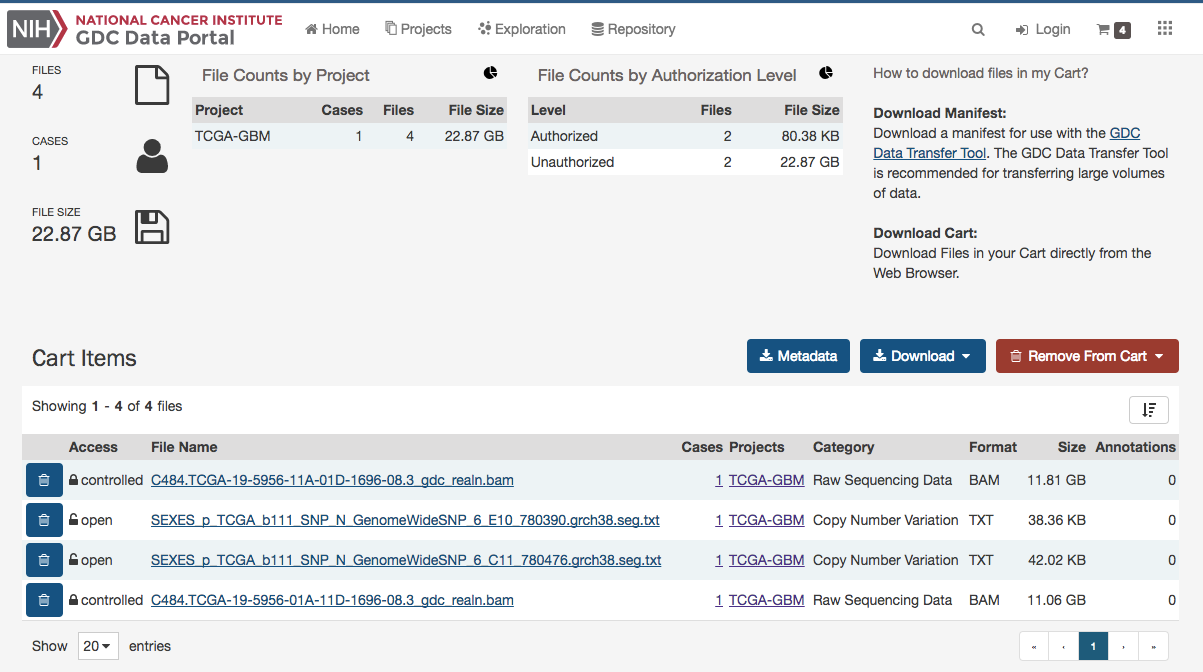 NIH NATIONAL CANCER INSTITUTE
GDC Data Portal
Home Projects Exploration Repository Login 4
FILES
4
CASES
1
FILE SIZE
22.87 GB
File Counts by Project
Project Cases Files File Size
TCGA-GBM 1 4 22.87 GB
File Counts by Authorization Level
Level Files File Size
Authorized 2 80.38 KB
Unauthorized 2 22.87 GB
How to download files in my Cart?
Download Manifest:
Download a manifest for use with the GDC
Data Transfer Tool. The GDC Data Transfer Tool
is recommended for transferring large volumes
of data.
Download Cart:
Download Files in your Cart directly from the
Web Browser.
Cart Items
Metadata Download Remove From Cart
Showing 1 - 4 of 4 files
Access File Name Cases Projects Category Format Size Annotations
controlled C484.TCGA-19-5956-11A-01D-1696-08.3_gdc_realn.bam 1 TCGA-GBM Raw Sequencing Data BAM 11.81 GB 0
open SEXES_p_TCGA_b111_SNP_N_GenomeWideSNP_6_E10_780390.grch38.seg.txt 1 TCGA-GBM Copy Number Variation TXT 38.36 KB 0
open SEXES_p_TCGA_b111_SNP_N_GenomeWideSNP_6_C11_780476.grch38.seg.txt 1 TCGA-GBM Copy Number Variation TXT 42.02 KB 0
controlled C484.TCGA-19-5956-01A-11D-1696-08.3_gdc_realn.bam 1 TCGA-GBM Raw Sequencing Data BAM 11.06 GB 0
Show 20 entries
« ‹ 1 › »